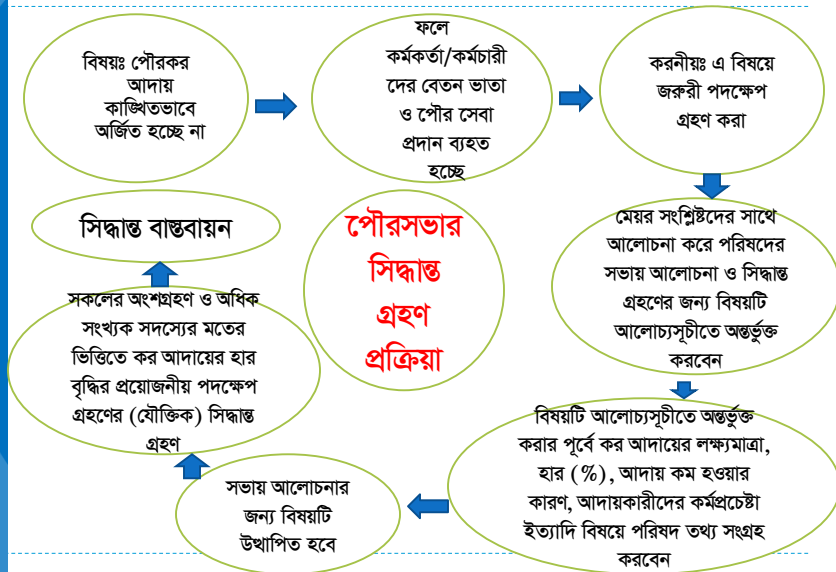 বিষয়ঃ পৌরকর
আদায়
কাঙ্খিতভাবে
অর্জিত হচ্ছে না
ফলে
কর্মকর্তা/কর্মচারী
দের বেতন ভাতা
ও পৌর সেবা
প্রদান ব্যহত
হচ্ছে
করনীয়ঃ এ বিষয়ে
জরুরী পদক্ষেপ
গ্রহণ করা
মেয়র সংশ্লিষ্টদের সাথে
আলোচনা করে পরিষদের
সভায় আলোচনা ও সিদ্ধান্ত
গ্রহণের জন্য বিষয়টি
আলোচ্যসূচীতে অন্তর্ভুক্ত
করবেন
বিষয়টি আলোচ্যসূচীতে অন্তর্ভুক্ত
করার পূর্বে কর আদায়ের লক্ষ্যমাত্রা,
হার (%), আদায় কম হওয়ার
কারণ, আদায়কারীদের কর্মপ্রচেষ্টা
ইত্যাদি বিষয়ে পরিষদ তথ্য সংগ্রহ
করবেন
সভায় আলোচনার
জন্য বিষয়টি
উত্থাপিত হবে
সকলের অংশগ্রহণ ও অধিক
সংখ্যক সদস্যের মতের
ভিত্তিতে কর আদায়ের হার
বৃদ্ধির প্রয়োজনীয় পদক্ষেপ
গ্রহণের (যৌক্তিক) সিদ্ধান্ত
গ্রহণ
সিদ্ধান্ত বাস্তবায়ন
পৌরসভার
সিদ্ধান্ত
গ্রহণ
প্রক্রিয়া